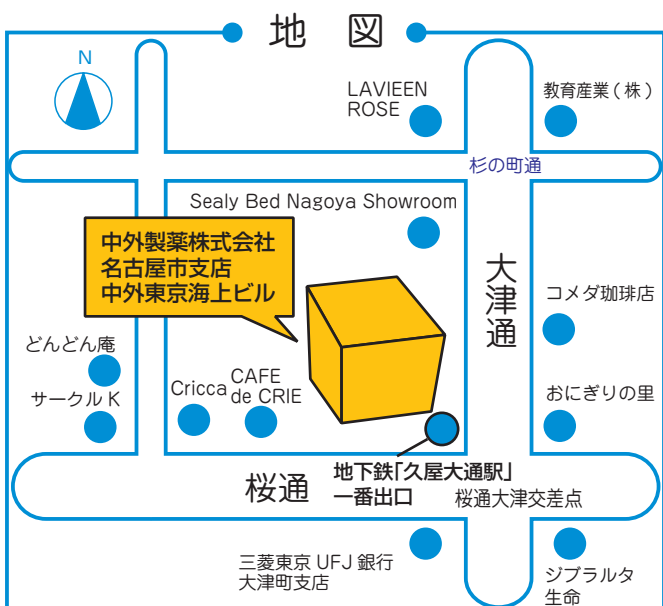 地 図
N
LAVIEEN
ROSE
教育産業(株)
杉の町通
Sealy Bed Nagoya Showroom
中外製薬株式会社
名古屋市支店
中外東京海上ビル
大津通
コメダ珈琲店
どんどん庵
サークルK
Cricca
CAFE
de CRIE
おにぎりの里
桜通
地下鉄「久屋大通駅」
一番出口
桜通大津交差点
三菱東京 UFJ 銀行
大津町支店
ジブラルタ
生命